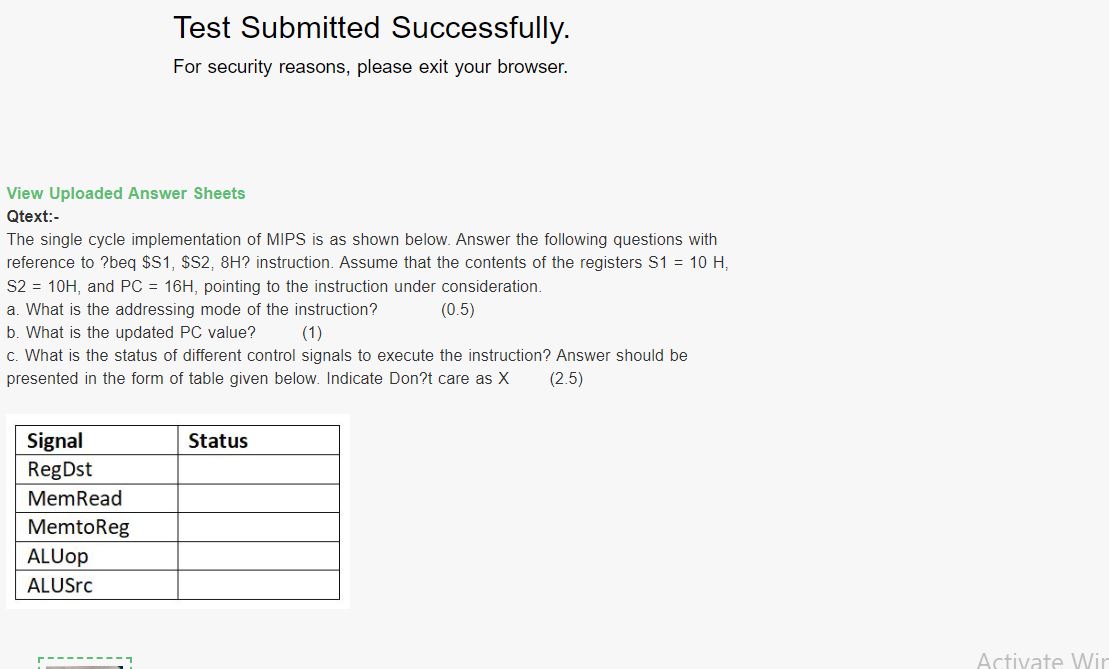 Test Submitted Successfully.
For security reasons, please exit your browser.
View Uploaded Answer Sheets
Qtext:-
The single cycle implementation of MIPS is as shown below. Answer the following questions with
reference to ?beq $S1, $S2, 8H? instruction. Assume that the contents of the registers S1 = 10 H,
S2 = 10H, and PC = 16H, pointing to the instruction under consideration.
a. What is the addressing mode of the instruction? (0.5)
b. What is the updated PC value? (1)
c. What is the status of different control signals to execute the instruction? Answer should be
presented in the form of table given below. Indicate Don?t care as X (2.5)
Signal Status
RegDst
MemRead
MemtoReg
ALUop
ALUSrc
Activate